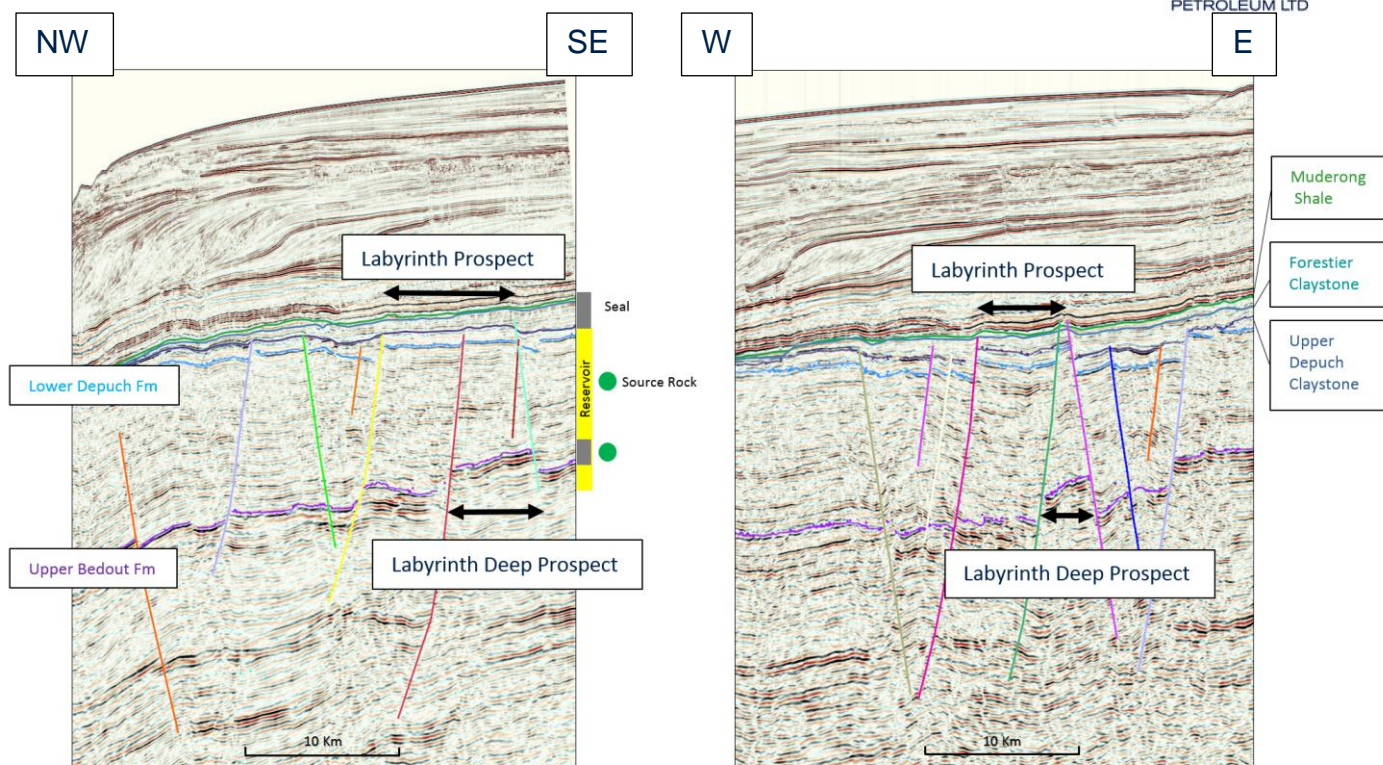 PETROLEUM LTD
NW
SE
W
E
Labyrinth Prospect
Seal
Reservoir
Source Rock
Lower Depuch Fm
Upper Bedout Fm
Labyrinth Deep Prospect
10 Km
Labyrinth Prospect
Labyrinth Deep Prospect
10 Km
Muderong
Shale
Forestier
Claystone
Upper
Depuch
Claystone